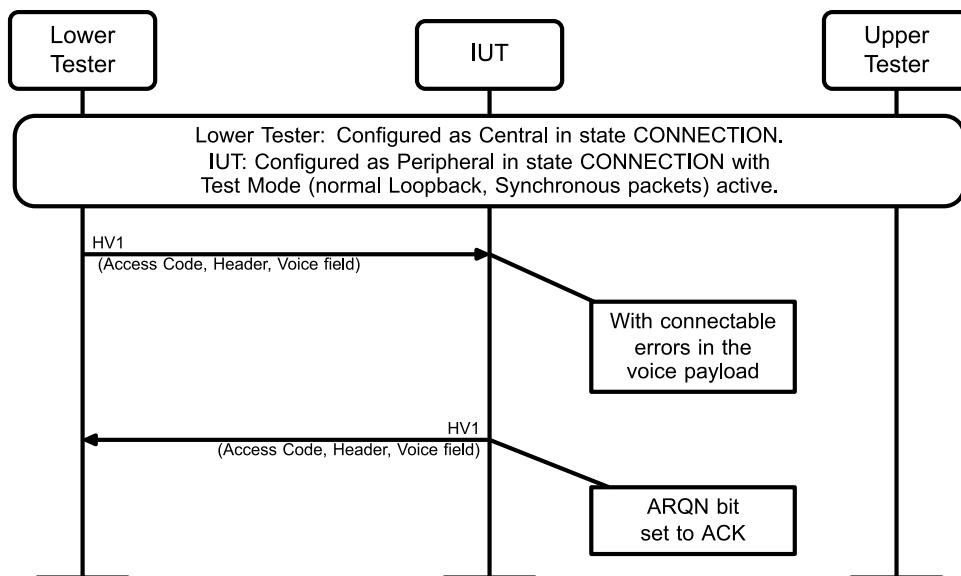 Lower
Tester
IUT
Upper
Tester
Lower Tester: Configured as Central in state CONNECTION.
IUT: Configured as Peripheral in state CONNECTION with
Test Mode (normal Loopback, Synchronous packets) active.
HV1
(Access Code, Header, Voice field)
With connectable
errors in the
voice payload
HV1
(Access Code, Header, Voice field)
ARQN bit
set to ACK